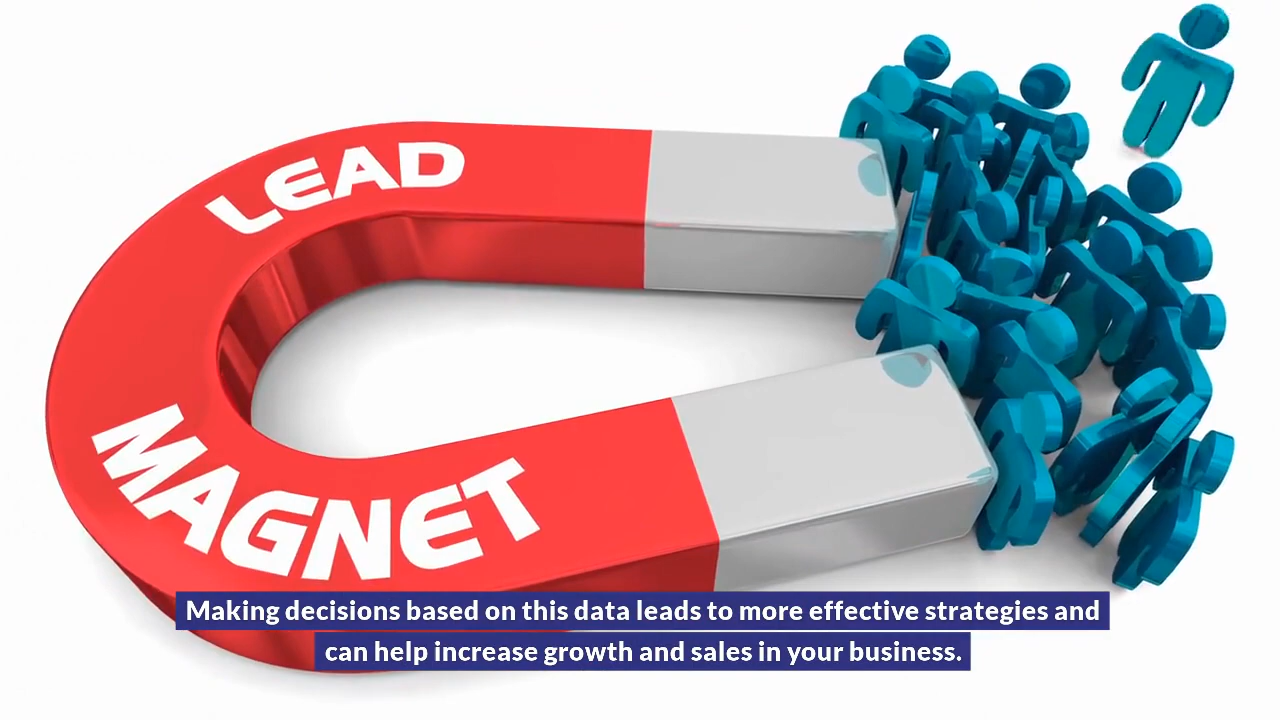 LEAD
MAGNET
Making decisions based on this data leads to more effective strategies and
can help increase growth and sales in your business.